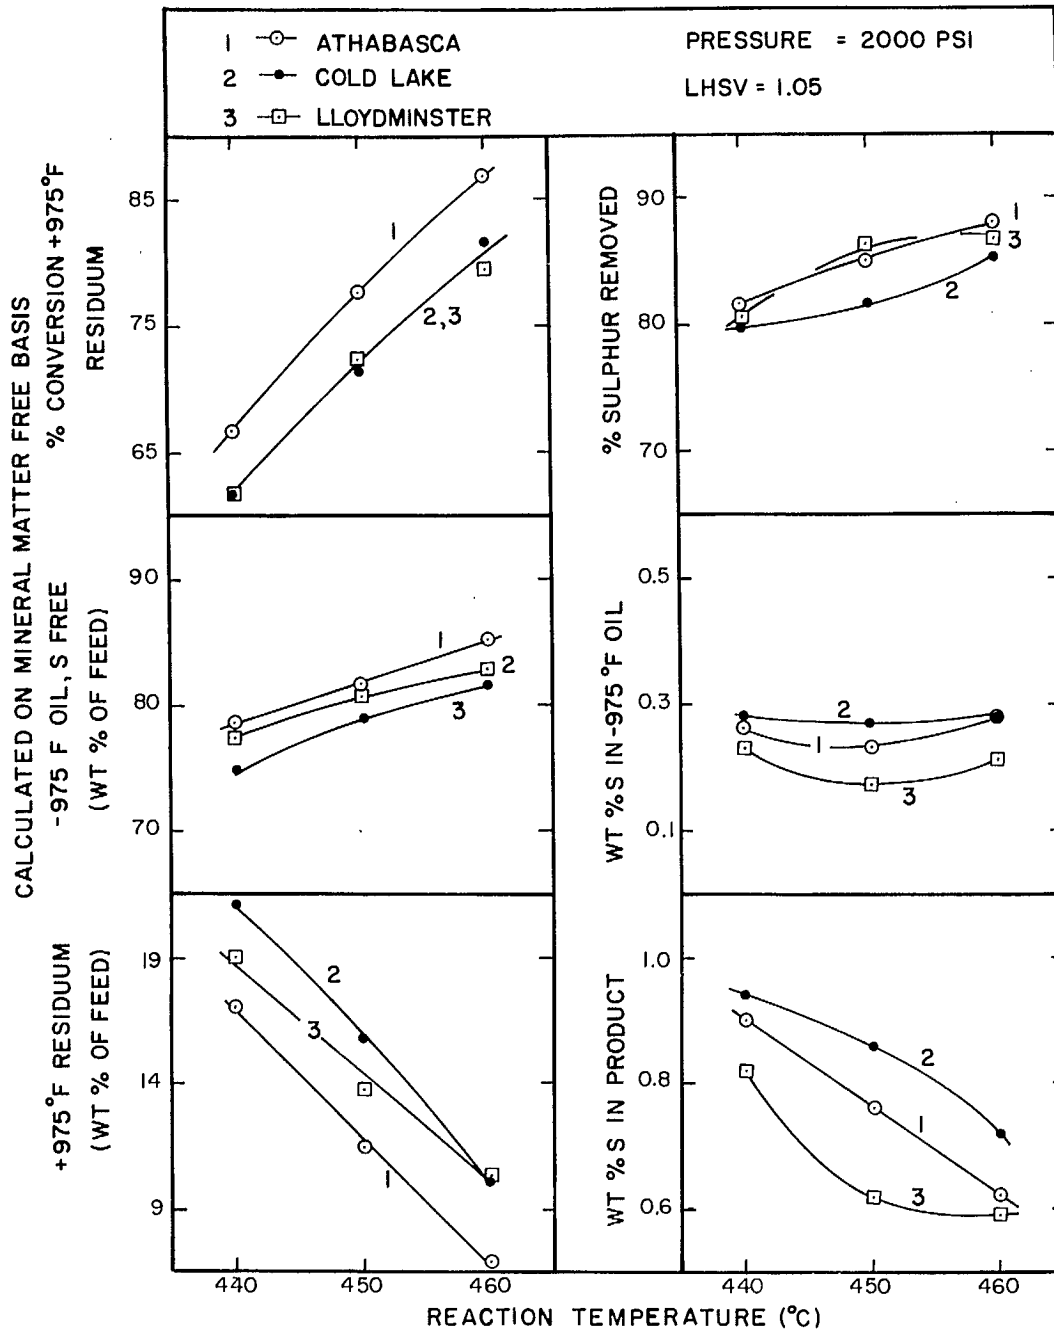 1 ATHABASCA
2 COLD LAKE
3 LLOYDMINSTER
PRESSURE = 2000 PSI
LHSV = 1.05
CALCULATED ON MINERAL MATTER FREE BASIS
% CONVERSION +975°F
RESIDUUM
85
75
65
1
2,3
% SULPHUR REMOVED
90
80
70
1
3
2
-975 F OIL, S FREE
(WT % OF FEED)
90
80
70
1
2
3
WT %S IN-975°F OIL
0.5
0.3
0.1
2
1
3
+975°F RESIDUUM
(WT % OF FEED)
19
14
9
2
3
1
440 450 460
WT %S IN PRODUCT
1.0
0.8
0.6
2
1
3
440 450 460
REACTION TEMPERATURE (°C)